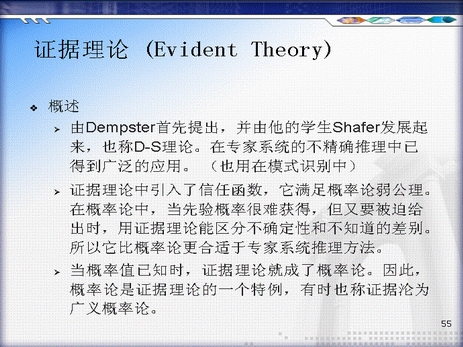 证据理论 (Evident Theory)
❖ 概述
➢ 由Dempster首先提出，并由他的学生Shafer发展起
来，也称D-S理论。在专家系统的不精确推理中已
得到广泛的应用。 （也用在模式识别中）
➢ 证据理论中引入了信任函数，它满足概率论弱公理。
在概率论中，当先验概率很难获得，但又要被迫给
出时，用证据理论能区分不确定性和不知道的差别。
所以它比概率论更合适于专家系统推理方法。
➢ 当概率值已知时，证据理论就成了概率论。因此，
概率论是证据理论的一个特例，有时也称证据沦为
广义概率论。
55